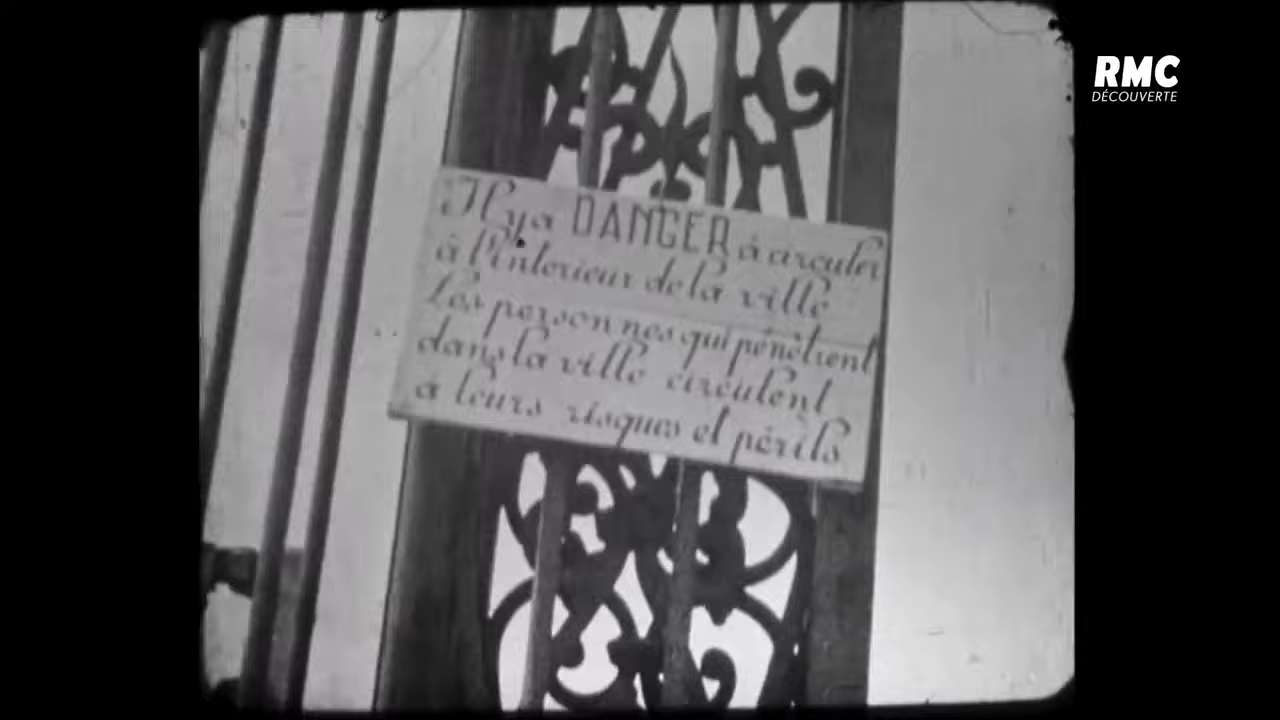 RMC
DÉCOUVERTE
Il y a DANGER à circuler
à l'intérieur de la ville
Les personnes qui pénètrent
dans la ville circulent
à leurs risques et périls